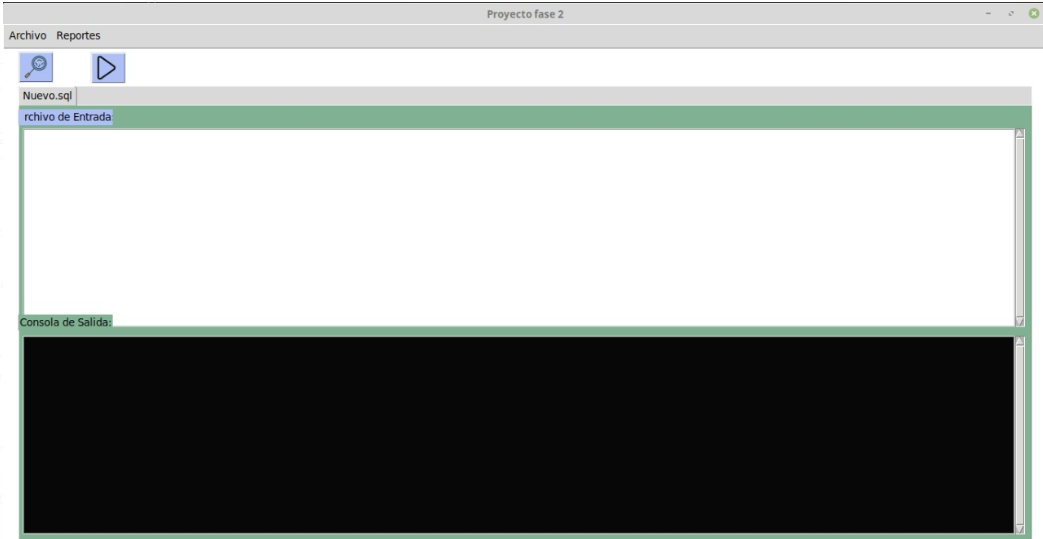 Proyecto fase 2
Archivo Reportes
Nuevo.sql
rchivo de Entrada
Consola de Salida: